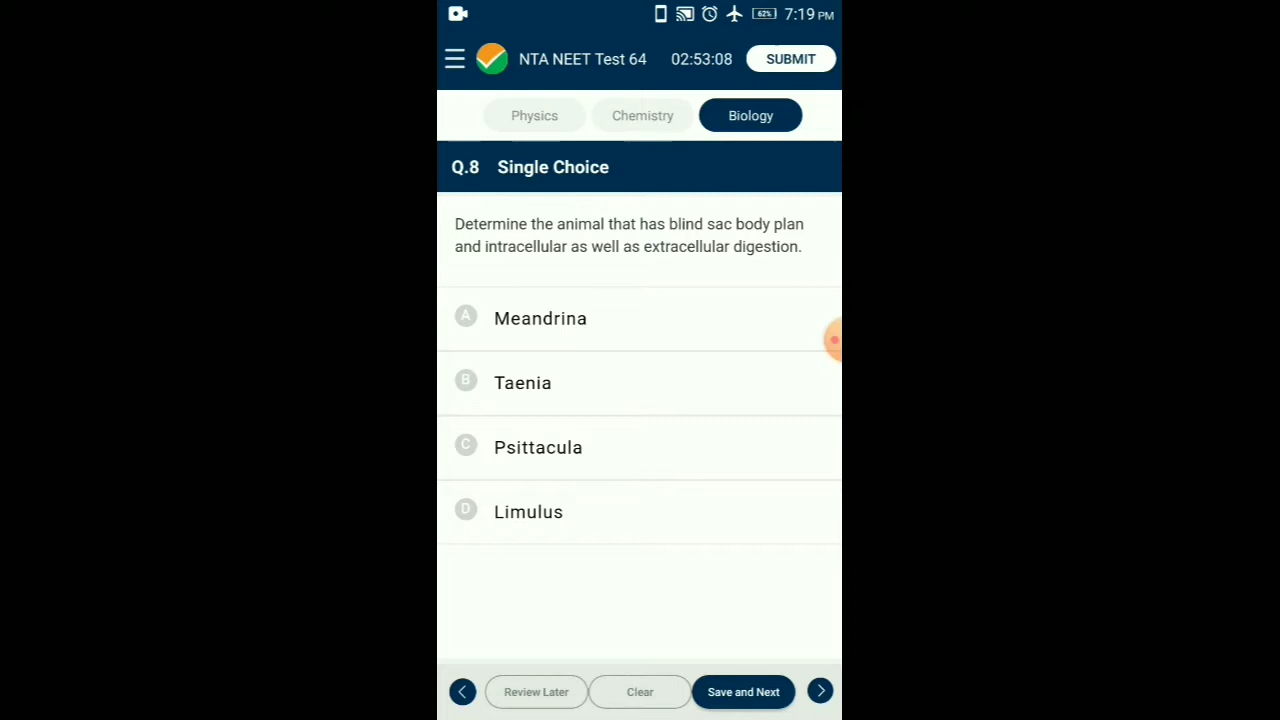 62% 7:19 PM
NTA NEET Test 64 02:53:08 SUBMIT
Physics Chemistry Biology
Q.8 Single Choice
Determine the animal that has blind sac body plan
and intracellular as well as extracellular digestion.
A Meandrina
B Taenia
C Psittacula
D Limulus
Review Later Clear Save and Next